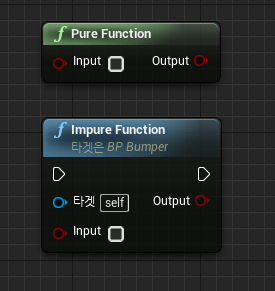 Pure Function
Input Output
Impure Function
타겟은 BP Bumper
타겟 self Output
Input